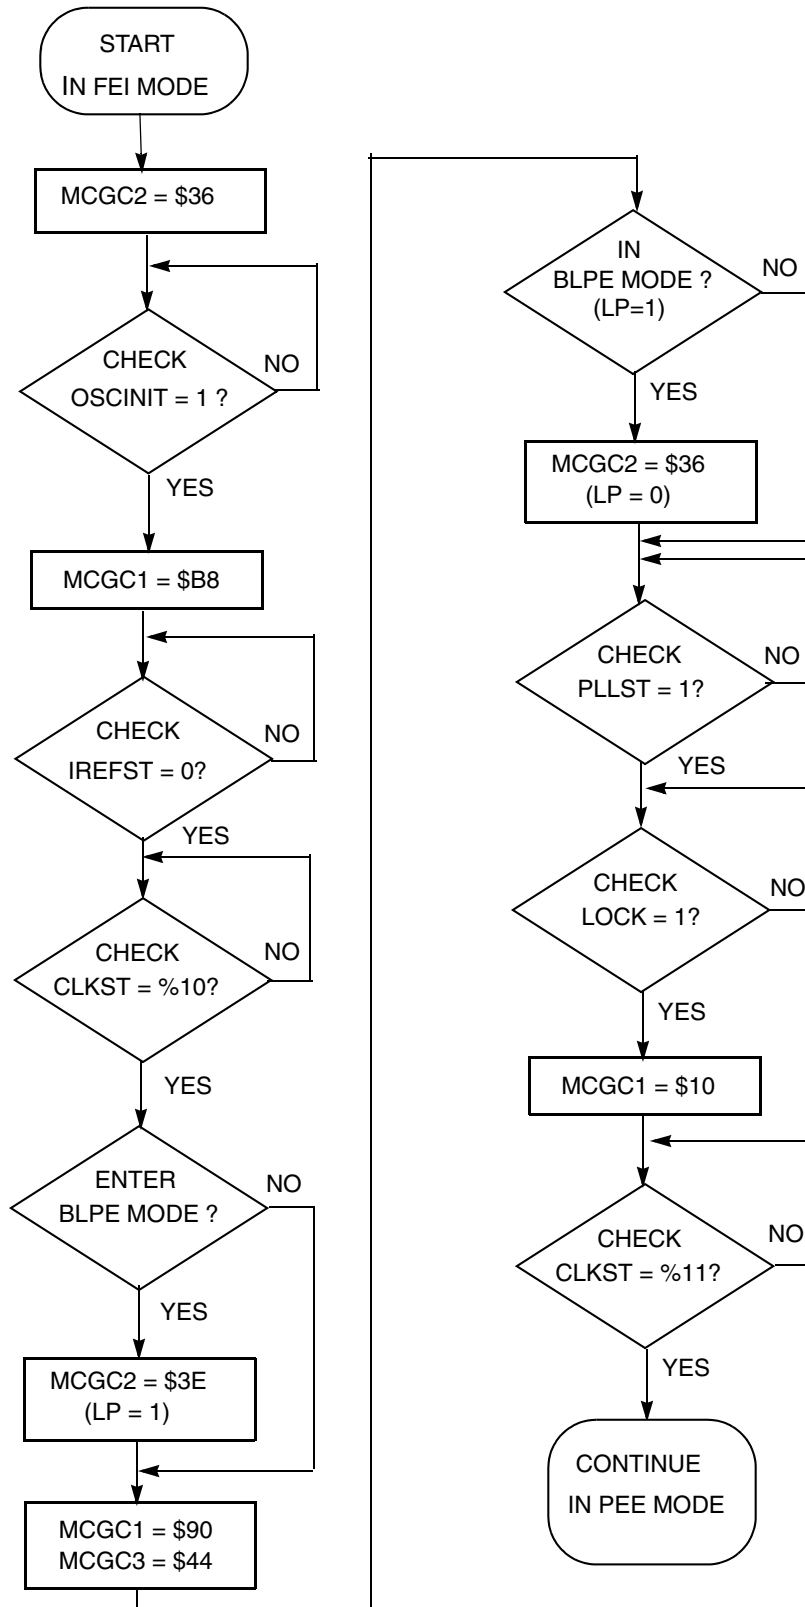 START
IN FEI MODE
MCGC2 = $36
CHECK
OSCINIT = 1 ?
NO
YES
MCGC1 = $B8
CHECK
IREFST = 0?
NO
YES
CHECK
CLKST = %10?
NO
YES
ENTER
BLPE MODE ?
NO
YES
MCGC2 = $3E
(LP = 1)
MCGC1 = $90
MCGC3 = $44
IN
BLPE MODE ?
(LP=1)
NO
YES
MCGC2 = $36
(LP = 0)
CHECK
PLLST = 1?
NO
YES
CHECK
LOCK = 1?
NO
YES
MCGC1 = $10
CHECK
CLKST = %11?
NO
YES
CONTINUE
IN PEE MODE